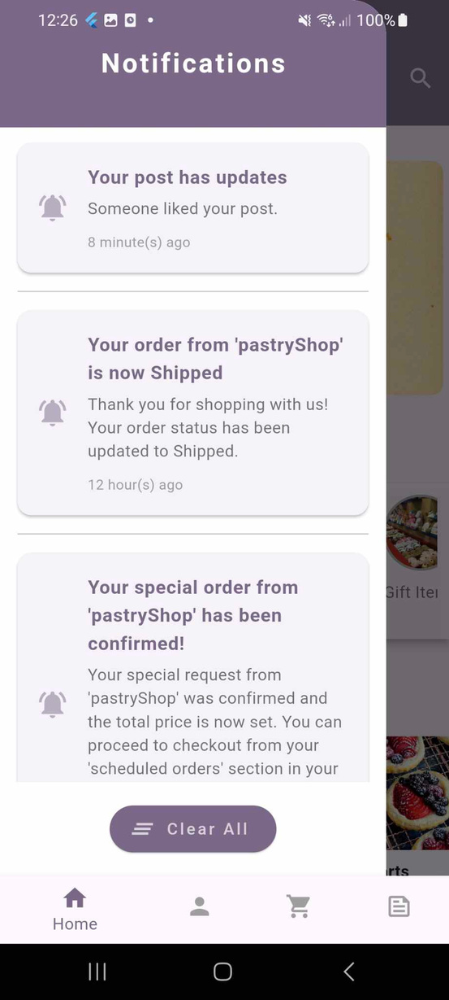 12:26
100%
Notifications
Your post has updates
Someone liked your post.
8 minute(s) ago
Your order from 'pastryShop'
is now Shipped
Thank you for shopping with us!
Your order status has been
updated to Shipped.
12 hour(s) ago
Gift Iter
Your special order from
'pastryShop' has been
confirmed!
Your special request from
'pastryShop' was confirmed and
the total price is now set. You can
proceed to checkout from your
'scheduled orders' section in your
Clear All
Home